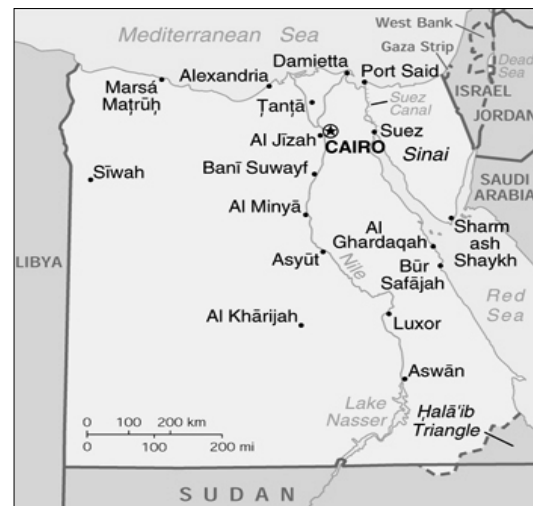 Mediterranean Sea
West Bank
Gaza Strip
Dead
Sea
Damietta
Alexandria
Port Said
Marsá
Maṭrūḥ
Ṭanṭā
Suez
Canal
ISRAEL
JORDAN
Al Jīzah
CAIRO
Suez
Sinai
Sīwah
Banī Suwayf
SAUDI
ARABIA
Al Minyā
Al
Ghardaqah
Sharm
ash
Shaykh
LIBYA
Asyūt
Nile
Būr
Safājah
Red
Sea
Al Khārijah
Luxor
Aswān
Lake
Nasser
Ḥalā'ib
Triangle
0 100 200 km
0 100 200 mi
SUDAN